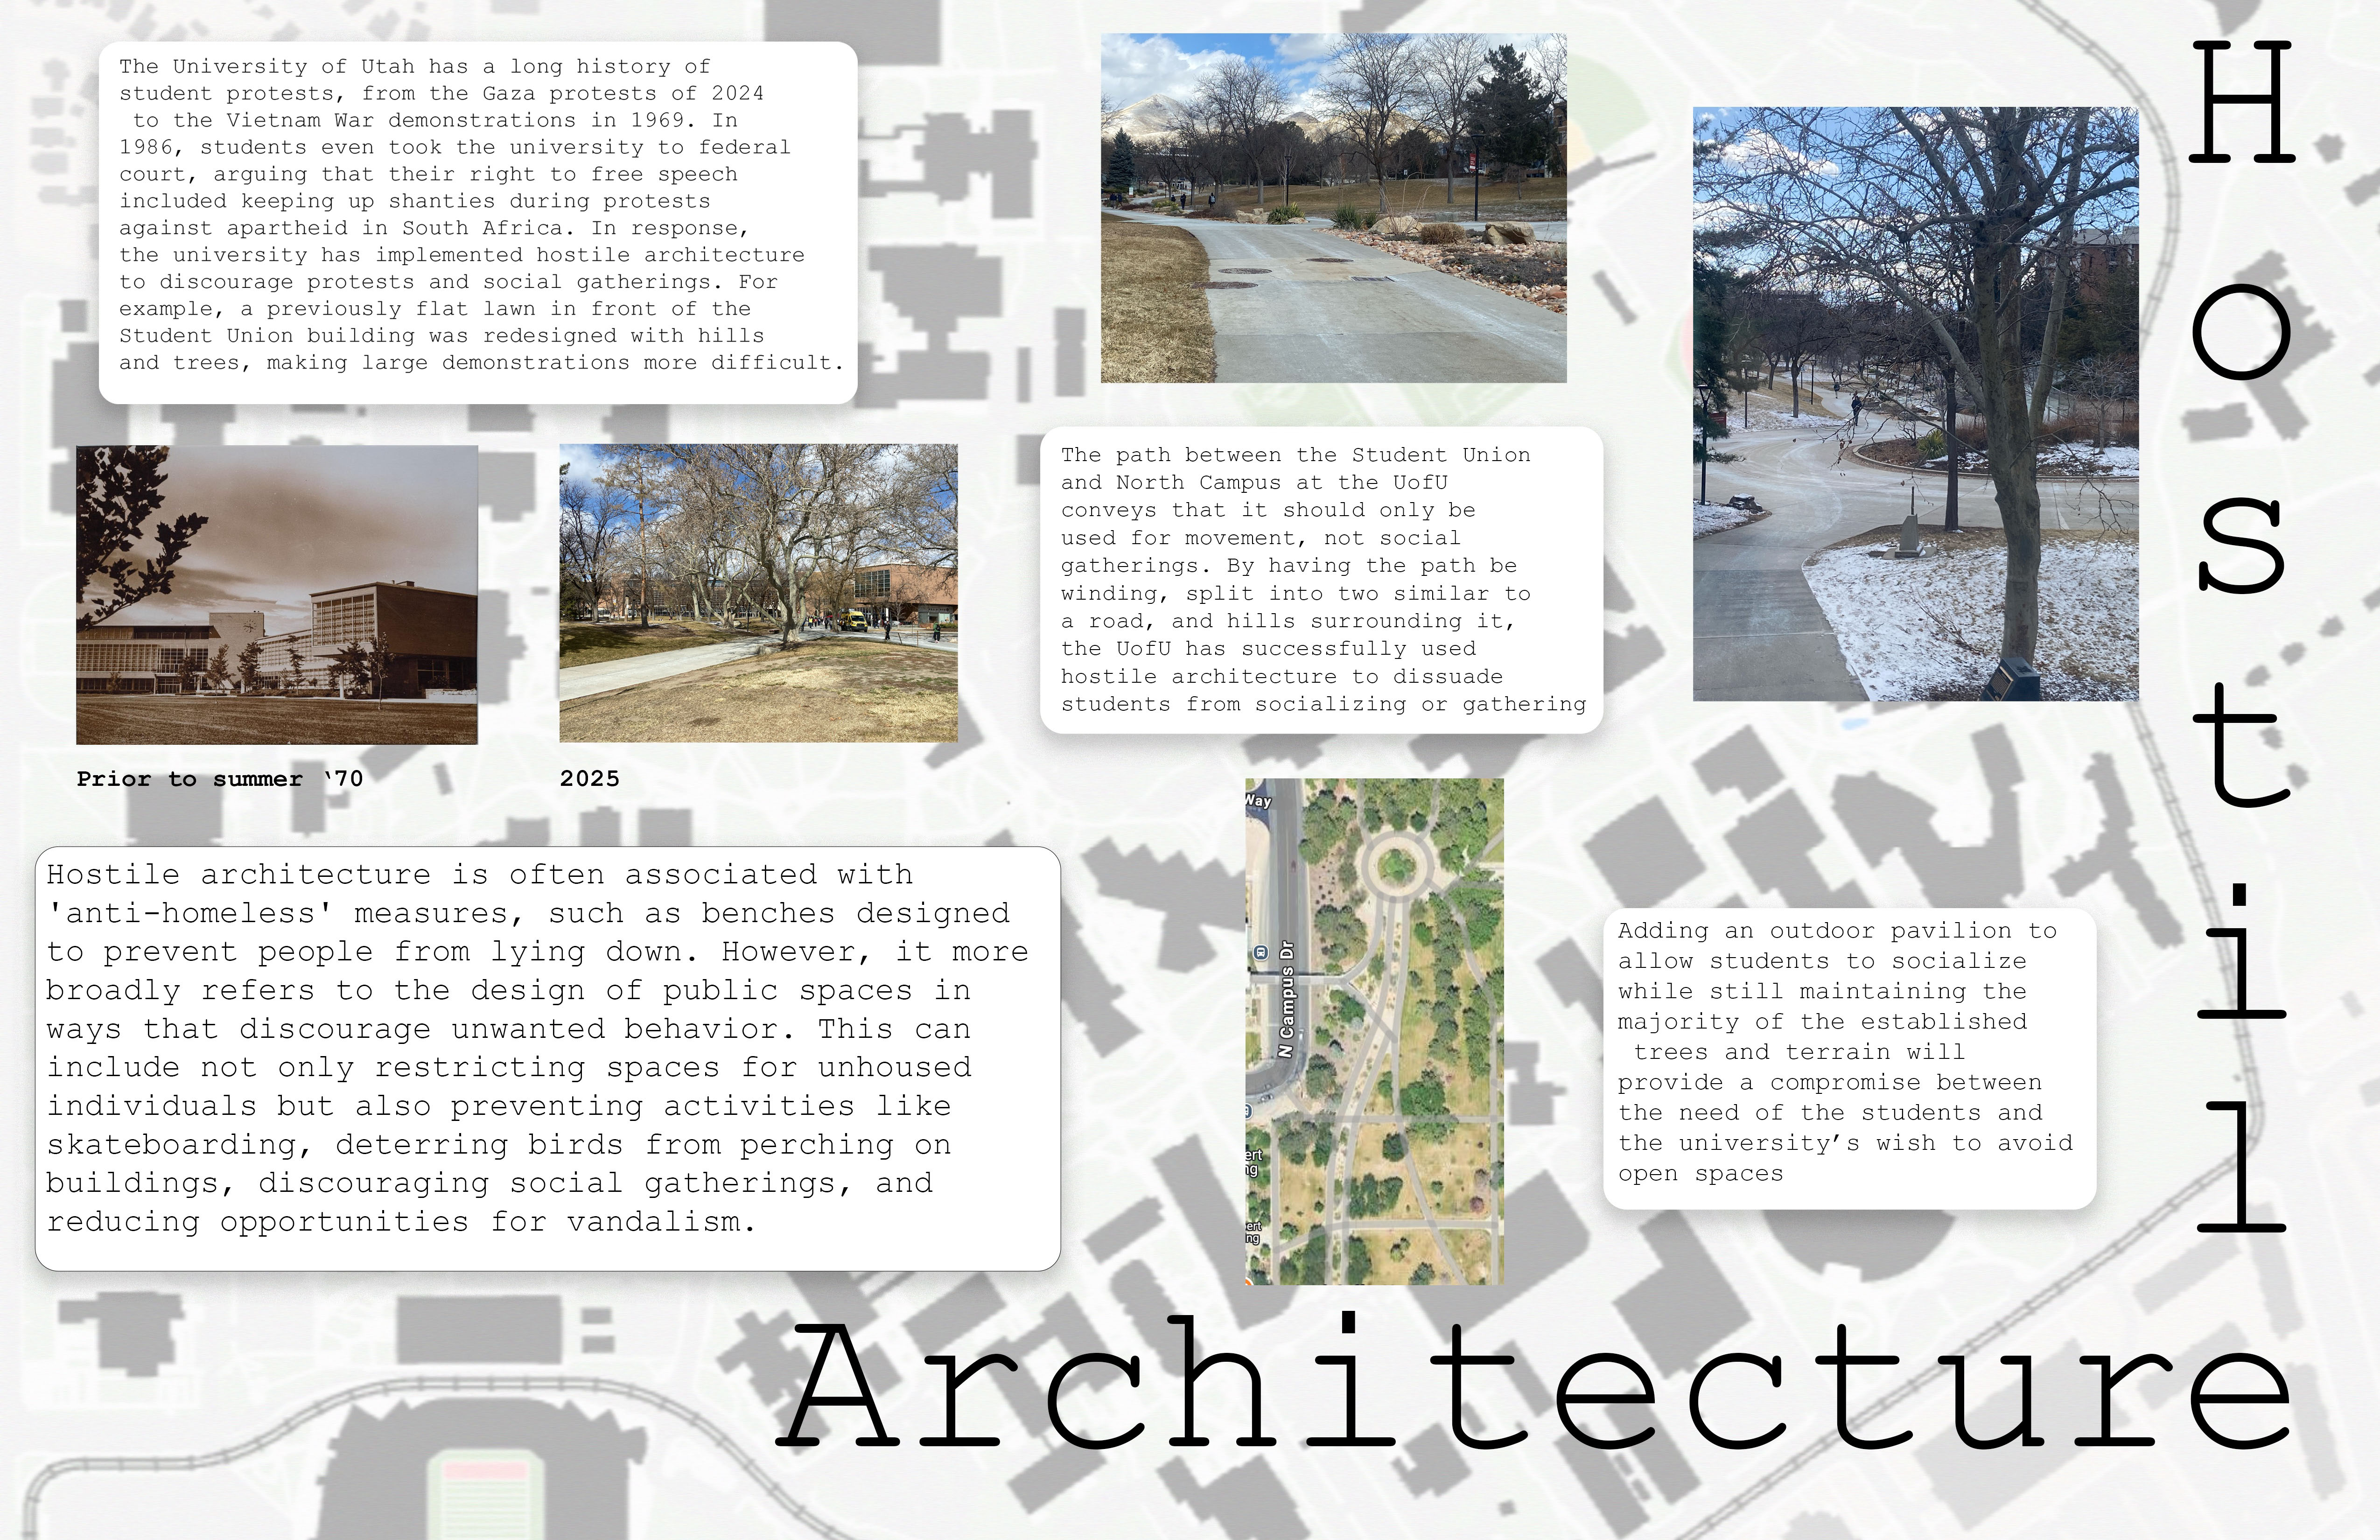 The University of Utah has a long history of
student protests, from the Gaza protests of 2024
to the Vietnam War demonstrations in 1969. In
1986, students even took the university to federal
court, arguing that their right to free speech
included keeping up shanties during protests
against apartheid in South Africa. In response,
the university has implemented hostile architecture
to discourage protests and social gatherings. For
example, a previously flat lawn in front of the
Student Union building was redesigned with hills
and trees, making large demonstrations more difficult.
Prior to summer ‘70
2025
Hostile architecture is often associated with
'anti-homeless' measures, such as benches designed
to prevent people from lying down. However, it more
broadly refers to the design of public spaces in
ways that discourage unwanted behavior. This can
include not only restricting spaces for unhoused
individuals but also preventing activities like
skateboarding, deterring birds from perching on
buildings, discouraging social gatherings, and
reducing opportunities for vandalism.
The path between the Student Union
and North Campus at the UofU
conveys that it should only be
used for movement, not social
gatherings. By having the path be
winding, split into two similar to
a road, and hills surrounding it,
the UofU has successfully used
hostile architecture to dissuade
students from socializing or gathering
Way
N Campus Dr
ert
ng
ert
ng
Adding an outdoor pavilion to
allow students to socialize
while still maintaining the
majority of the established
trees and terrain will
provide a compromise between
the need of the students and
the university’s wish to avoid
open spaces
Hostile
Architecture